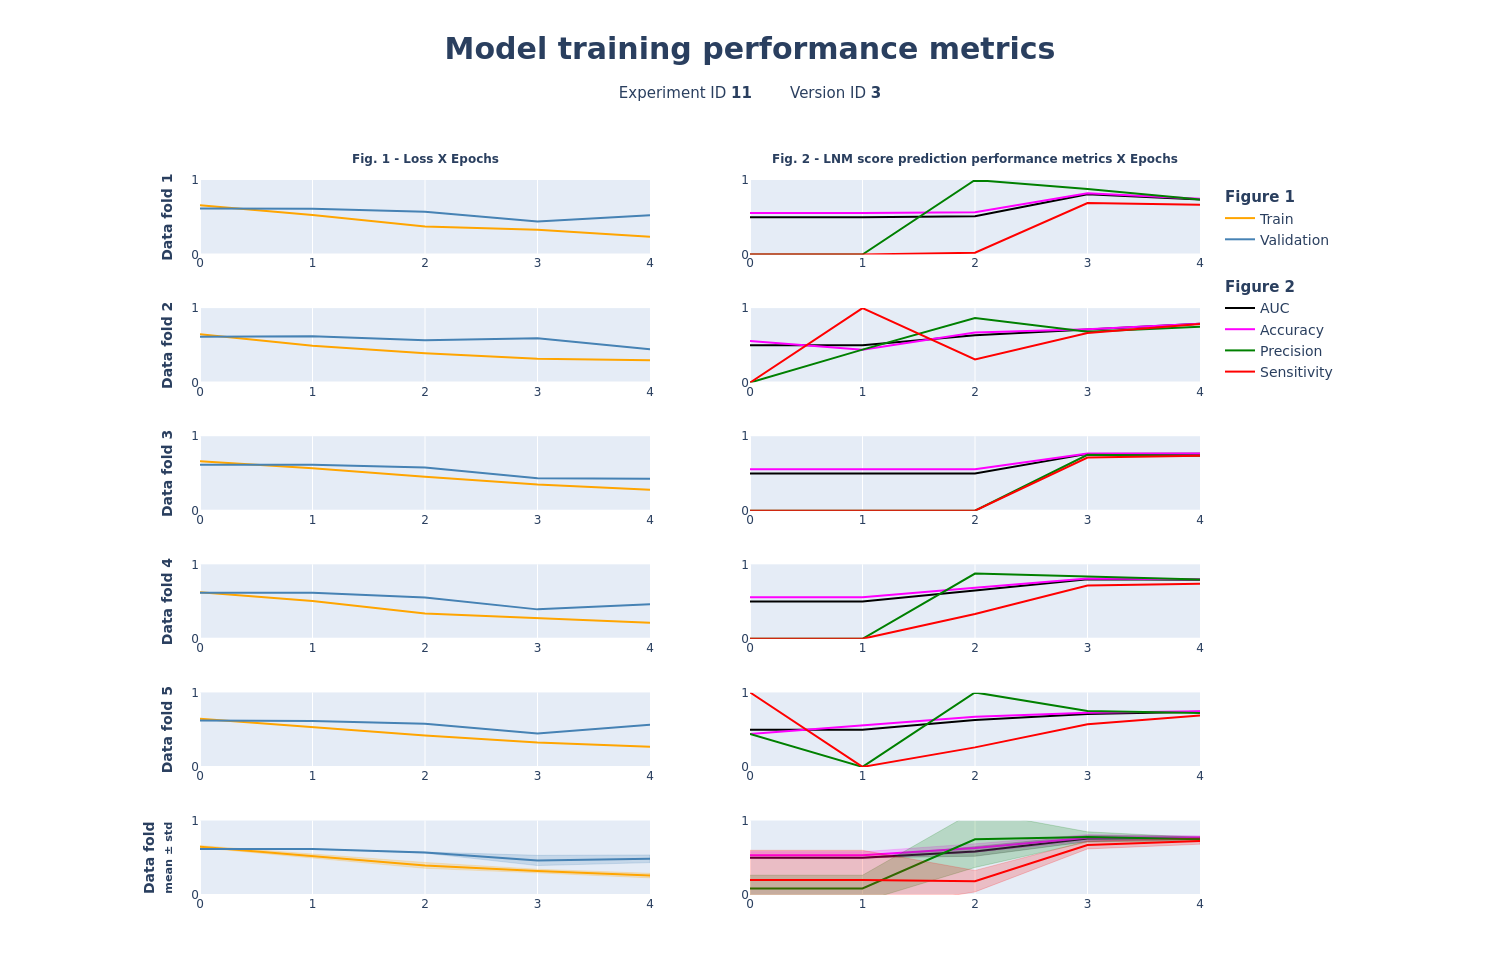 Model training performance metrics
Experiment ID 11 Version ID 3
Fig. 1 - Loss X Epochs
Fig. 2 - LNM score prediction performance metrics X Epochs
Data fold 1
1
0
0 1 2 3 4
1
0
0 1 2 3 4
Figure 1
Train
Validation
Figure 2
AUC
Accuracy
Precision
Sensitivity
Data fold 2
1
0
0 1 2 3 4
1
0
0 1 2 3 4
Data fold 3
1
0
0 1 2 3 4
1
0
0 1 2 3 4
Data fold 4
1
0
0 1 2 3 4
1
0
0 1 2 3 4
Data fold 5
1
0
0 1 2 3 4
1
0
0 1 2 3 4
Data fold
mean ± std
1
0
0 1 2 3 4
1
0
0 1 2 3 4